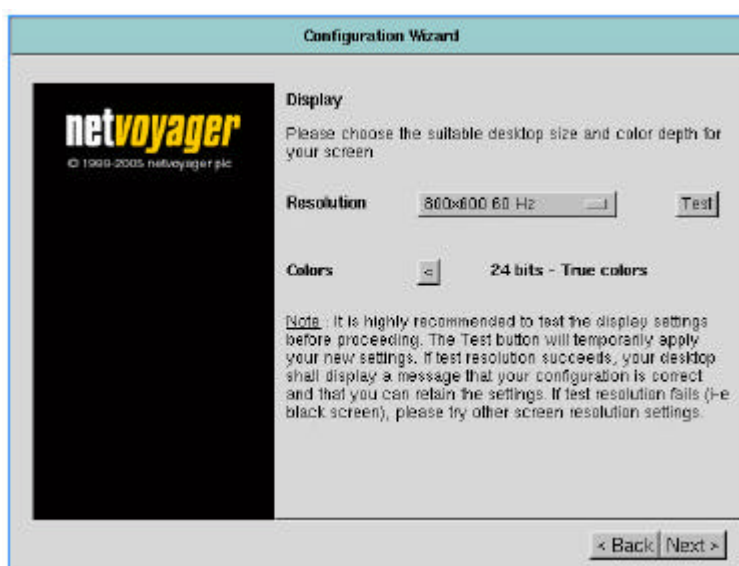 Configuration Wizard
netvoyager
© 1999-2005 netvoyager plc
Display
Please choose the suitable desktop size and color depth for
your screen
Resolution 800x600 60 Hz Test
Colors < 24 bits - True colors
Note : It is highly recommended to test the display settings
before proceeding. The Test button will temporarily apply
your new settings. If test resolution succeeds, your desktop
shall display a message that your configuration is correct
and that you can retain the settings. If test resolution fails (i-e
black screen), please try other screen resolution settings.
< Back Next >